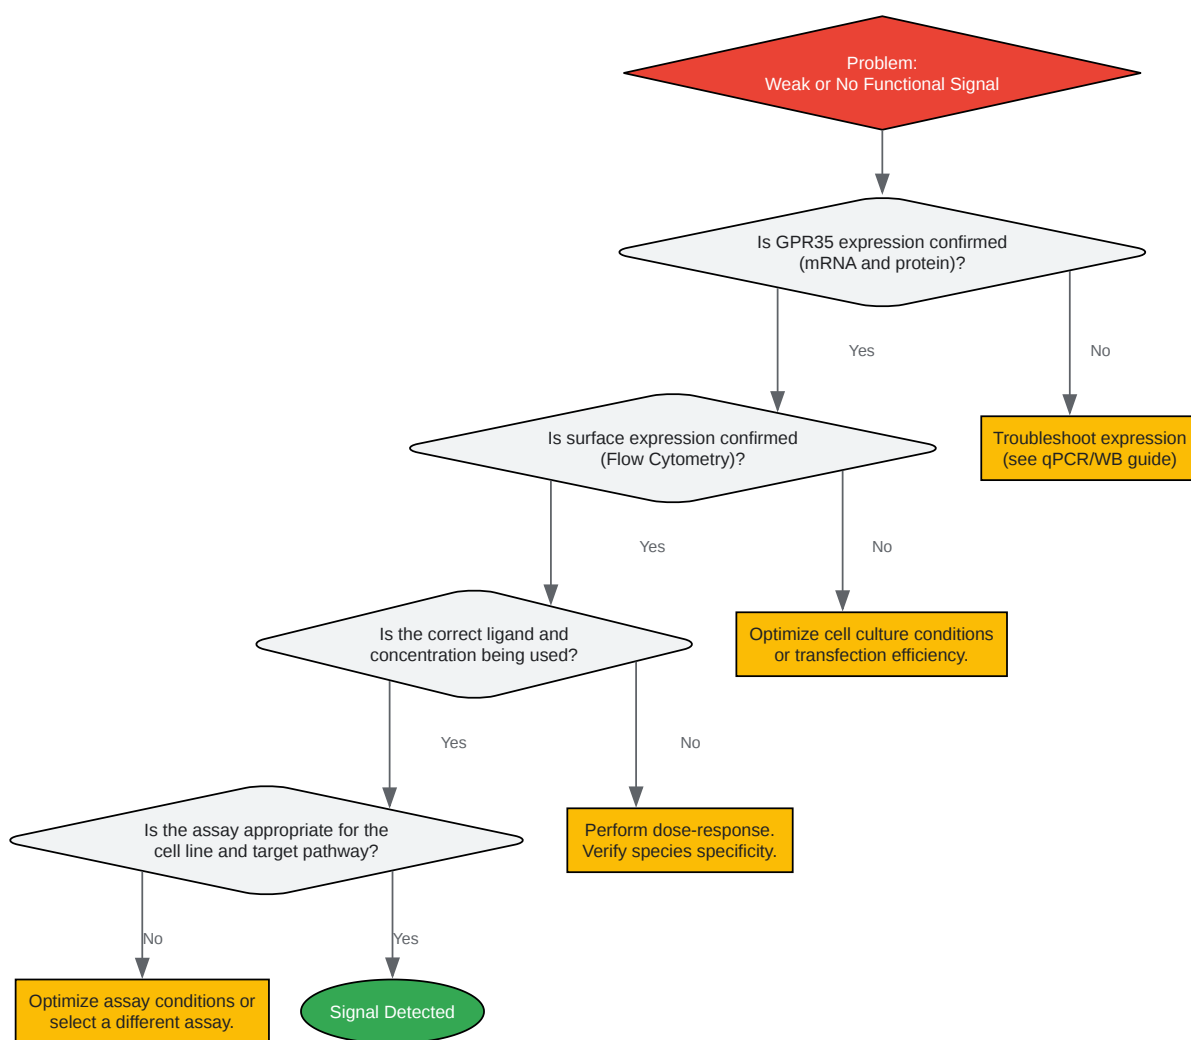 Problem:
Weak or No Functional Signal
Is GPR35 expression confirmed
(mRNA and protein)?
Yes
No
Troubleshoot expression
(see qPCR/WB guide)
Is surface expression confirmed
(Flow Cytometry)?
Yes
No
Optimize cell culture conditions
or transfection efficiency.
Is the correct ligand and
concentration being used?
Yes
No
Perform dose-response.
Verify species specificity.
Is the assay appropriate for the
cell line and target pathway?
No
Yes
Optimize assay conditions or
select a different assay.
Signal Detected